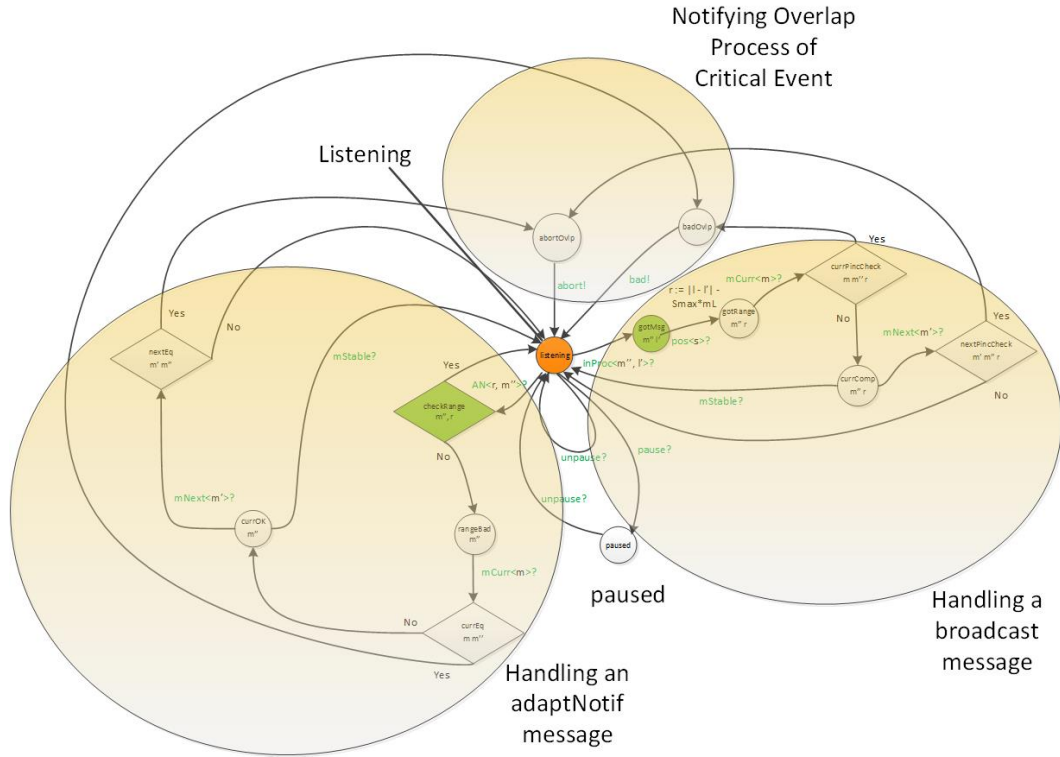 Notifying Overlap
Process of
Critical Event
Listening
abortOvlp
badOvlp
Yes
currPincCheck
m m'' r
mCurr<m>?
r := |l - l'| -
Smax*mL
abort!
bad!
gotRange
m'' r
gotMsg
m'' l'
pos<s>?
No
mNext<m'>?
Yes
nextPincCheck
m' m'' r
No
currComp
m'' r
mStable?
inProc<m'', l'>?
listening
Yes
No
nextEq
m' m''
mStable?
Yes
AN<r, m''>?
checkRange
m'', r
No
unpause?
pause?
unpause?
mNext<m'>?
currOK
m''
rangeBad
m''
paused
mCurr<m>?
paused
No
currEq
m m''
Yes
Handling a
broadcast
message
Handling an
adaptNotif
message